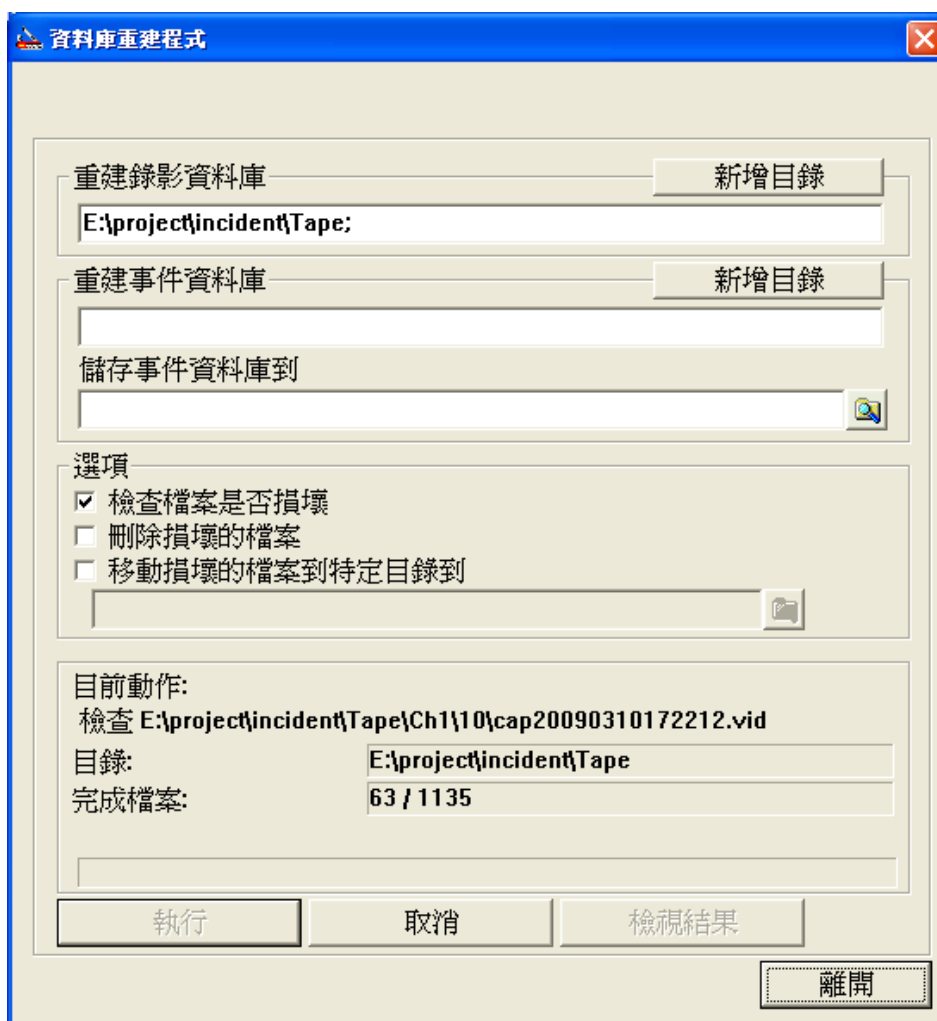 資料庫重建程式
重建錄影資料庫
新增目錄
E:\project\incident\Tape;
重建事件資料庫
新增目錄
儲存事件資料庫到
選項
檢查檔案是否損壞
刪除損壞的檔案
移動損壞的檔案到特定目錄到
目前動作:
檢查 E:\project\incident\Tape\Ch1\10\cap20090310172212.vid
目錄: E:\project\incident\Tape
完成檔案: 63 / 1135
執行 取消 檢視結果
離開